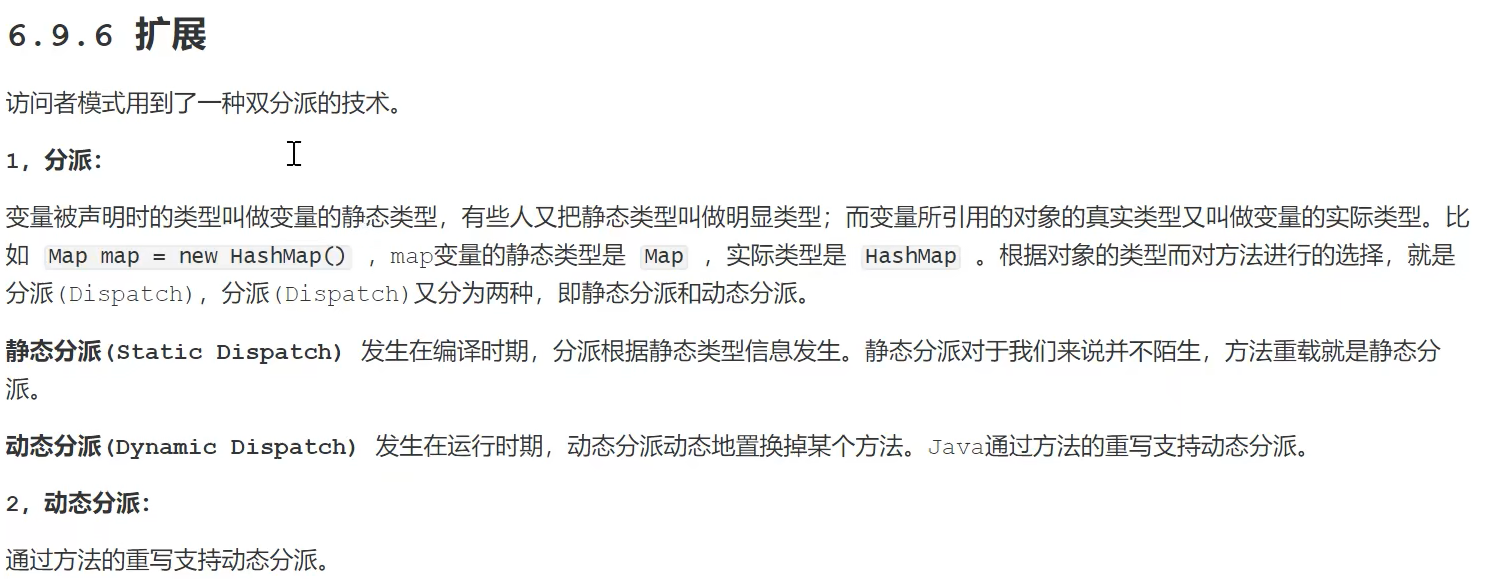 6.9.6 扩展
访问者模式用到了一种双分派的技术。
1，分派：
变量被声明时的类型叫做变量的静态类型，有些人又把静态类型叫做明显类型；而变量所引用的对象的真实类型又叫做变量的实际类型。比
如 Map map = new HashMap() ，map变量的静态类型是 Map ，实际类型是 HashMap 。根据对象的类型而对方法进行的选择，就是
分派(Dispatch)，分派(Dispatch)又分为两种，即静态分派和动态分派。
静态分派(Static Dispatch) 发生在编译时期，分派根据静态类型信息发生。静态分派对于我们来说并不陌生，方法重载就是静态分
派。
动态分派(Dynamic Dispatch) 发生在运行时期，动态分派动态地置换掉某个方法。Java通过方法的重写支持动态分派。
2，动态分派：
通过方法的重写支持动态分派。